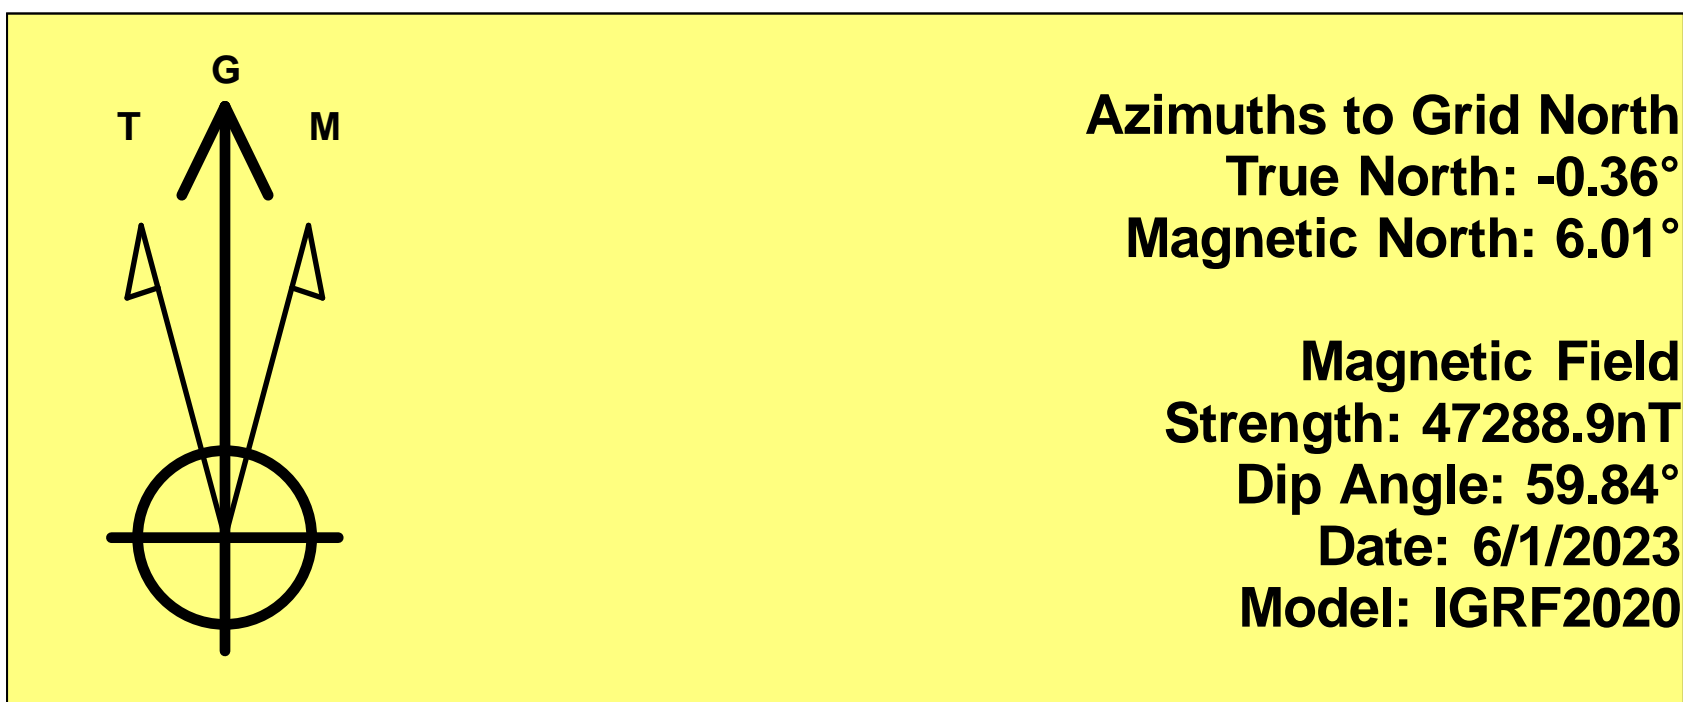 G
T M
Azimuths to Grid North
True North: -0.36°
Magnetic North: 6.01°
Magnetic Field
Strength: 47288.9nT
Dip Angle: 59.84°
Date: 6/1/2023
Model: IGRF2020